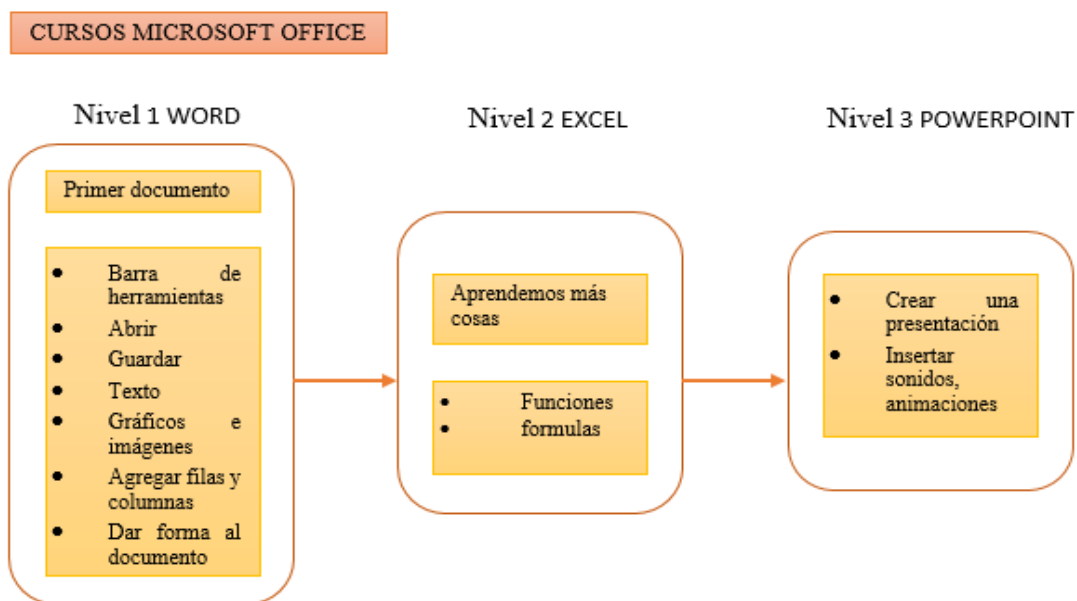 CURSOS MICROSOFT OFFICE
Nivel 1 WORD
Primer documento
• Barra de
herramientas
• Abrir
• Guardar
• Texto
• Gráficos e
imágenes
• Agregar filas y
columnas
• Dar forma al
documento
Nivel 2 EXCEL
Aprendemos más
cosas
• Funciones
• formulas
Nivel 3 POWERPOINT
• Crear una
presentación
• Insertar
sonidos,
animaciones